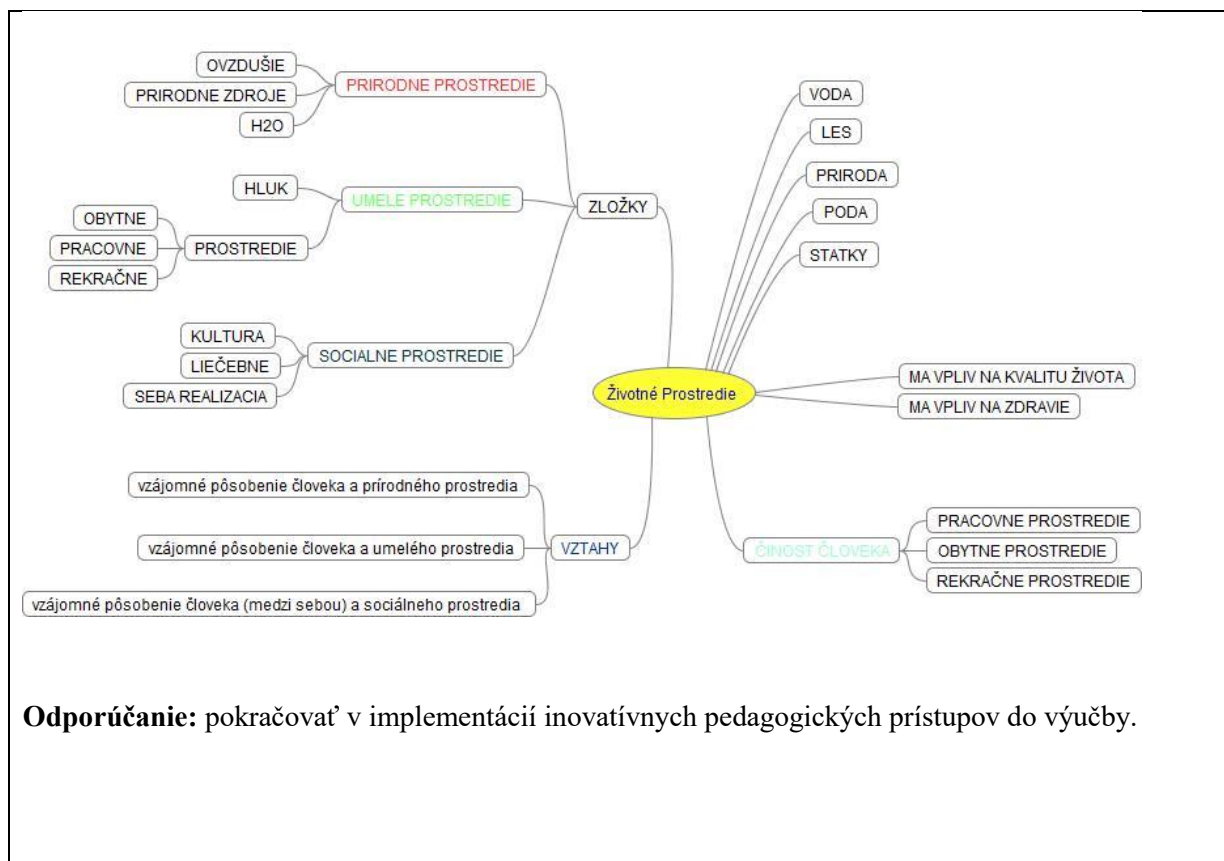 OVZDUŠIE
PRIRODNE ZDROJE
H2O
PRIRODNE PROSTREDIE
HLUK
UMELE PROSTREDIE
OBYTNE
PRACOVNE
REKRAČNE
PROSTREDIE
ZLOŽKY
KULTURA
LIEČEBNE
SEBA REALIZACIA
SOCIALNE PROSTREDIE
VODA
LES
PRIRODA
PODA
STATKY
Životné Prostredie
MA VPLIV NA KVALITU ŽIVOTA
MA VPLIV NA ZDRAVIE
vzájomné pôsobenie človeka a prírodného prostredia
vzájomné pôsobenie človeka a umelého prostredia
vzájomné pôsobenie človeka (medzi sebou) a sociálneho prostredia
VZTAHY
ČINOST ČLOVEKA
PRACOVNE PROSTREDIE
OBYTNE PROSTREDIE
REKRAČNE PROSTREDIE
Odporúčanie: pokračovať v implementácií inovatívnych pedagogických prístupov do výučby.